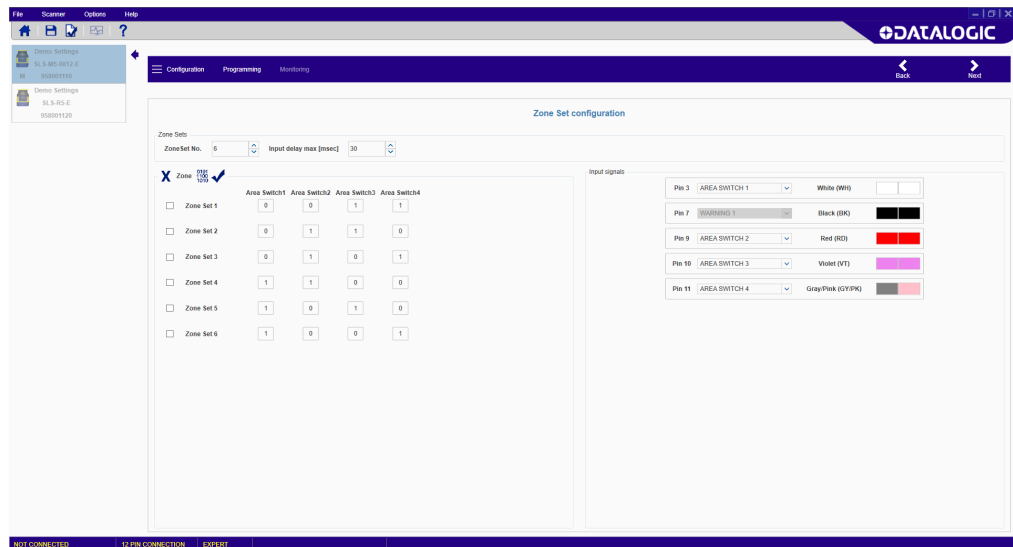 File Scanner Options Help
DATALOGIC
Demo Settings
SLS-M5-0812-E
M 958001110
Demo Settings
SLS-R5-E
958001120
Configuration Programming Monitoring Back Next
Zone Set configuration
Zone Sets
ZoneSet No. 6 Input delay max [msec] 30
X Zone 0101 1100 1010
Area Switch1 Area Switch2 Area Switch3 Area Switch4
Zone Set 1 0 0 1 1
Zone Set 2 0 1 1 0
Zone Set 3 0 1 0 1
Zone Set 4 1 1 0 0
Zone Set 5 1 0 1 0
Zone Set 6 1 0 0 1
Input signals
Pin 3 AREA SWITCH 1 White (WH)
Pin 7 WARNING 1 Black (BK)
Pin 9 AREA SWITCH 2 Red (RD)
Pin 10 AREA SWITCH 3 Violet (VT)
Pin 11 AREA SWITCH 4 Gray/Pink (GY/PK)
NOT CONNECTED 12 PIN CONNECTION EXPERT